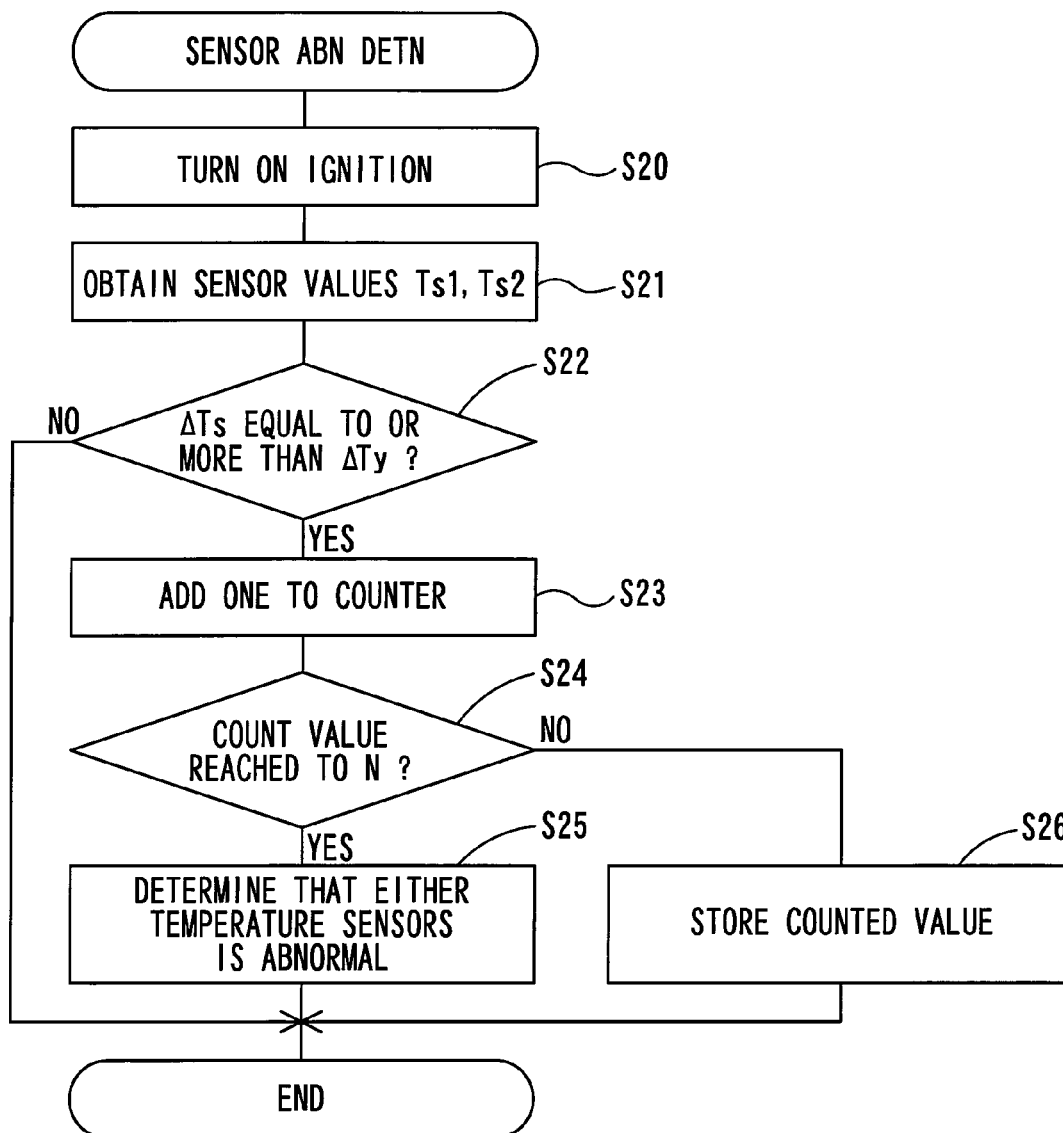 SENSOR ABN DETN
TURN ON IGNITION
S20
OBTAIN SENSOR VALUES Ts1, Ts2
S21
S22
NO
ΔTs EQUAL TO OR
MORE THAN ΔTy ?
YES
ADD ONE TO COUNTER
S23
S24
COUNT VALUE
REACHED TO N ?
NO
YES
S25
S26
DETERMINE THAT EITHER
TEMPERATURE SENSORS
IS ABNORMAL
STORE COUNTED VALUE
END